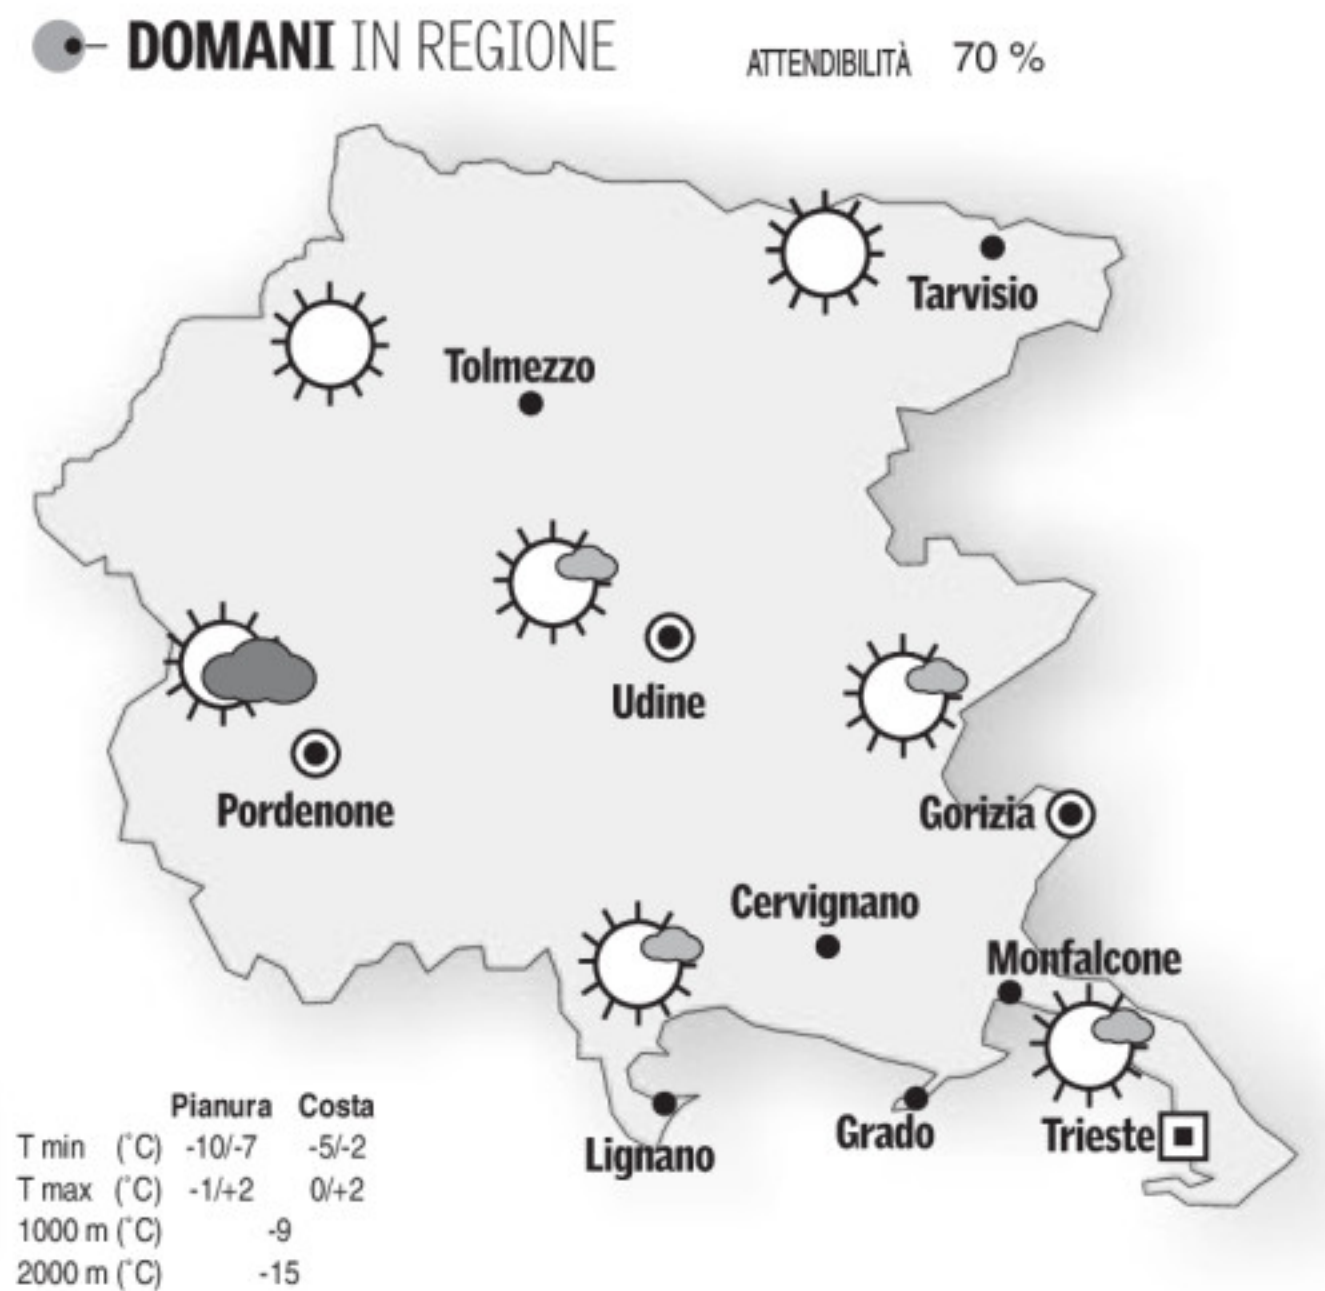 DOMANI IN REGIONE
ATTENDIBILITÀ 70 %
Tarvisio
Tolmezzo
Udine
Pordenone
Gorizia
Cervignano
Monfalcone
Lignano
Grado
Trieste
Pianura Costa
T min (°C) -10/-7 -5/-2
T max (°C) -1/+2 0/+2
1000 m (°C) -9
2000 m (°C) -15